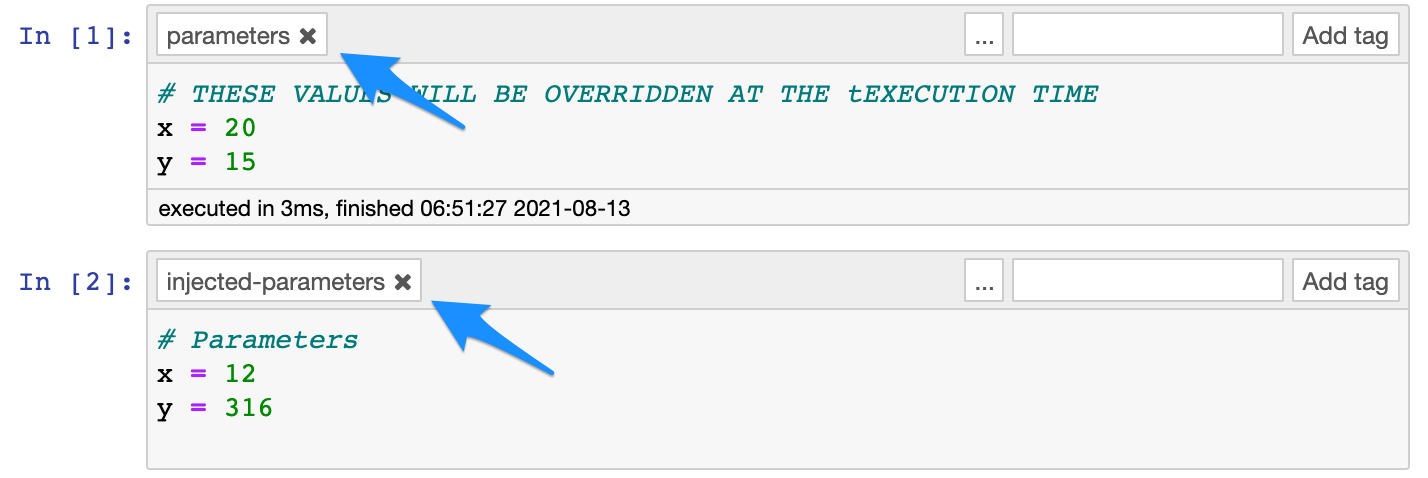 In [1]:
parameters ✖
...
Add tag
# THESE VALUES WILL BE OVERRIDDEN AT THE tEXECUTION TIME
x = 20
y = 15
executed in 3ms, finished 06:51:27 2021-08-13
In [2]:
injected-parameters ✖
...
Add tag
# Parameters
x = 12
y = 316